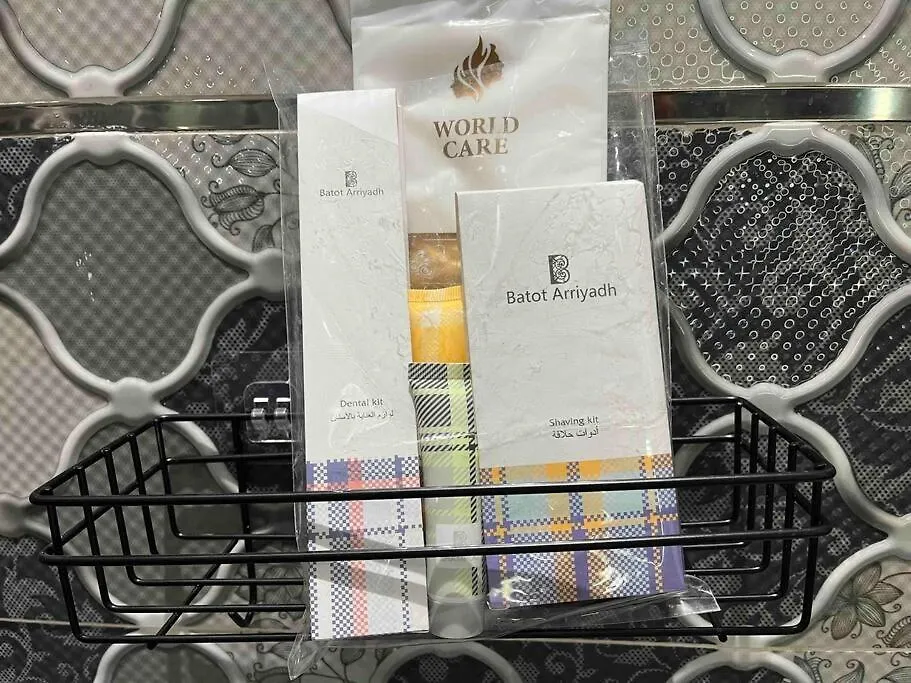 WORLD
CARE
Batot Arriyadh
Dental kit
لوازم العناية بالأسنان
Batot Arriyadh
Shaving kit
أدوات حلاقة